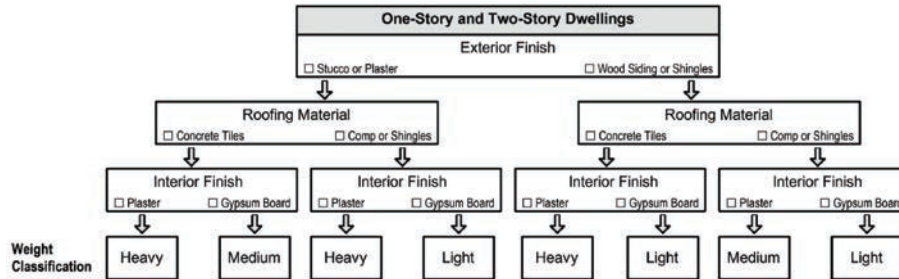 One-Story and Two-Story Dwellings
Exterior Finish
☐ Stucco or Plaster ☐ Wood Siding or Shingles
Roofing Material Roofing Material
☐ Concrete Tiles ☐ Comp or Shingles ☐ Concrete Tiles ☐ Comp or Shingles
Interior Finish Interior Finish Interior Finish Interior Finish
☐ Plaster ☐ Gypsum Board ☐ Plaster ☐ Gypsum Board ☐ Plaster ☐ Gypsum Board ☐ Plaster ☐ Gypsum Board
Weight
Classification
Heavy Medium Heavy Light Heavy Light Medium Light